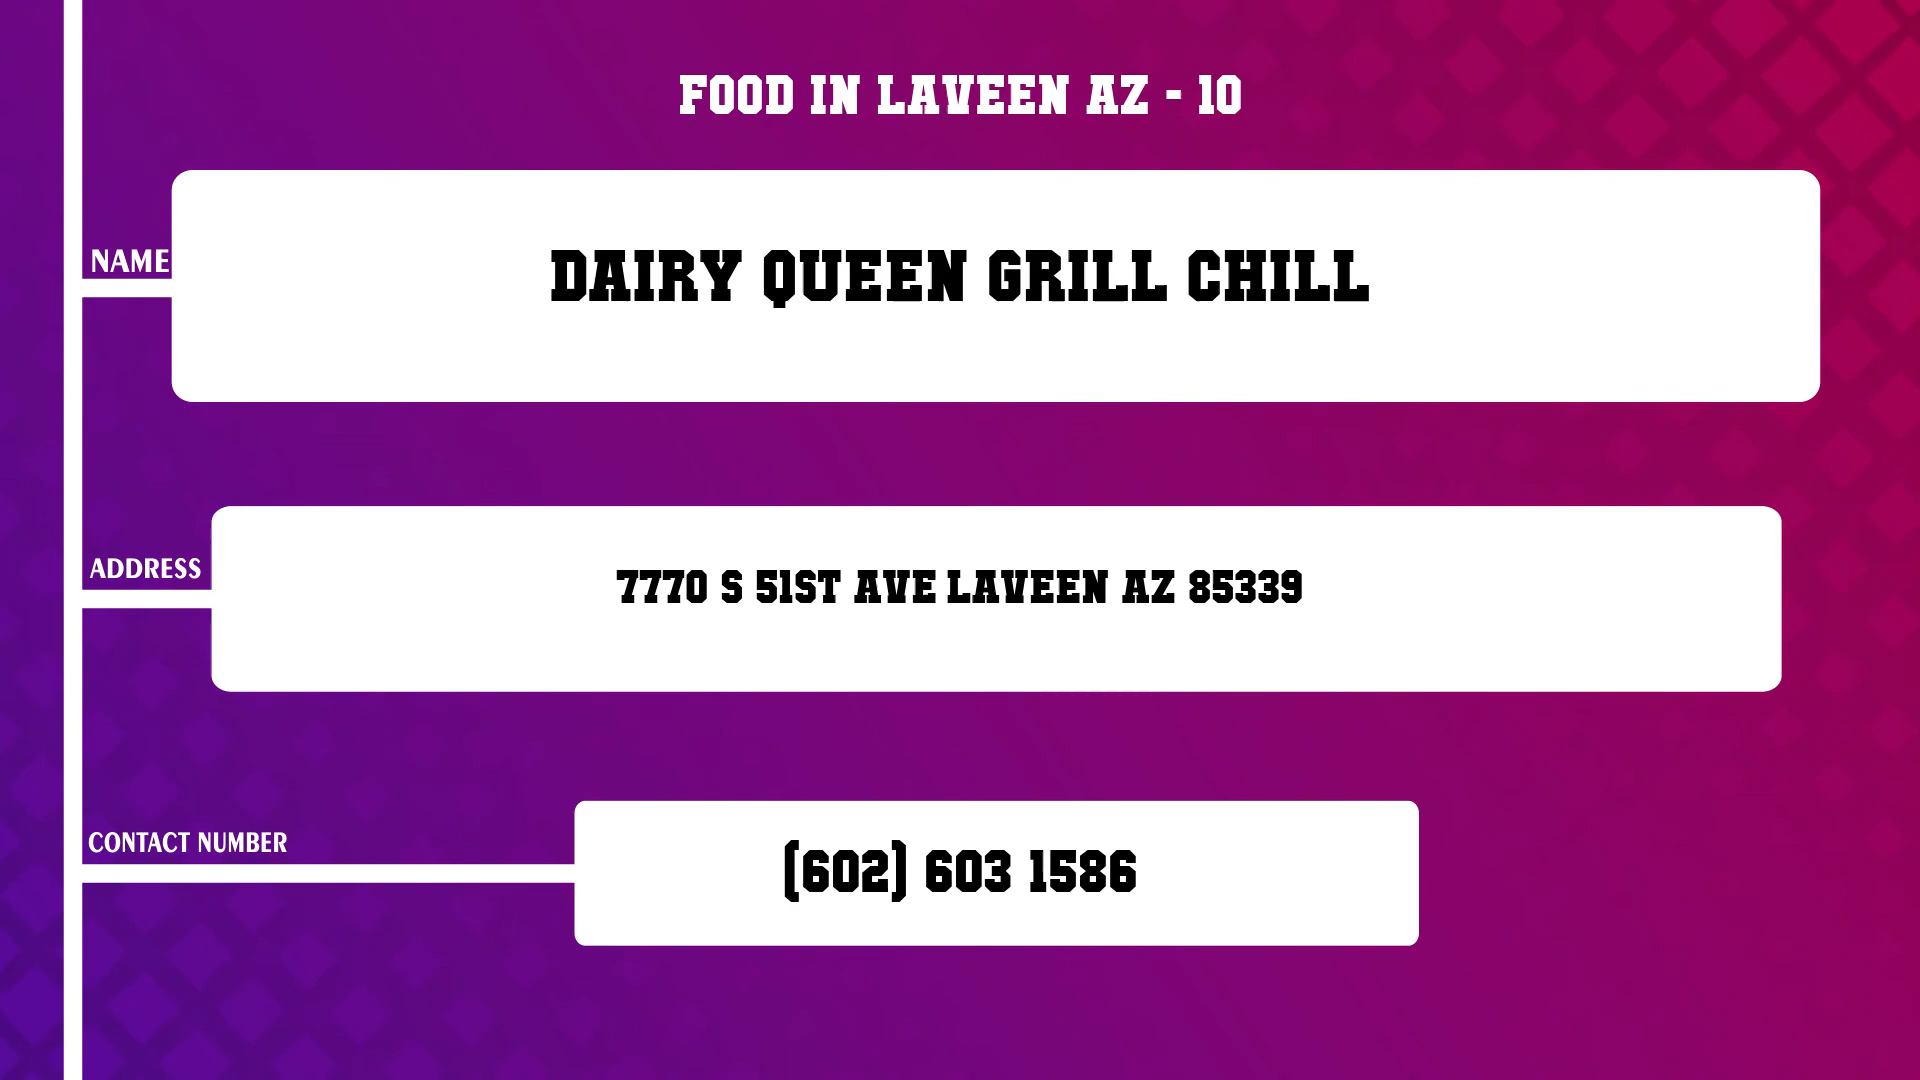 FOOD IN LAVEEN AZ - 10
NAME
DAIRY QUEEN GRILL CHILL
ADDRESS
7770 S 51ST AVE LAVEEN AZ 85339
CONTACT NUMBER
(602) 603 1586